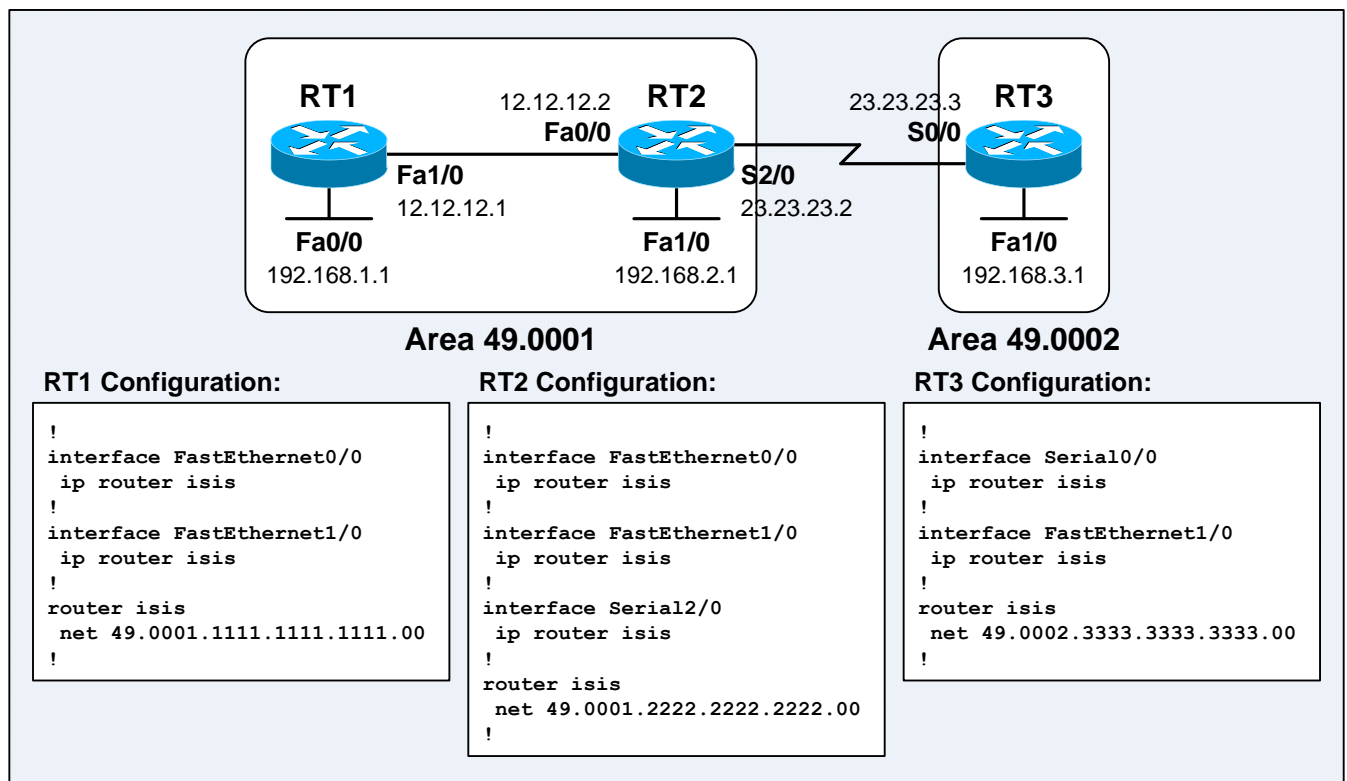 RT1
12.12.12.2
RT2
23.23.23.3
RT3
Fa0/0
S0/0
Fa1/0
12.12.12.1
S2/0
23.23.23.2
Fa0/0
192.168.1.1
Fa1/0
192.168.2.1
Fa1/0
192.168.3.1
Area 49.0001
Area 49.0002
RT1 Configuration:
!
interface FastEthernet0/0
ip router isis
!
interface FastEthernet1/0
ip router isis
!
router isis
net 49.0001.1111.1111.1111.00
!
RT2 Configuration:
!
interface FastEthernet0/0
ip router isis
!
interface FastEthernet1/0
ip router isis
!
interface Serial2/0
ip router isis
!
router isis
net 49.0001.2222.2222.2222.00
!
RT3 Configuration:
!
interface Serial0/0
ip router isis
!
interface FastEthernet1/0
ip router isis
!
router isis
net 49.0002.3333.3333.3333.00
!